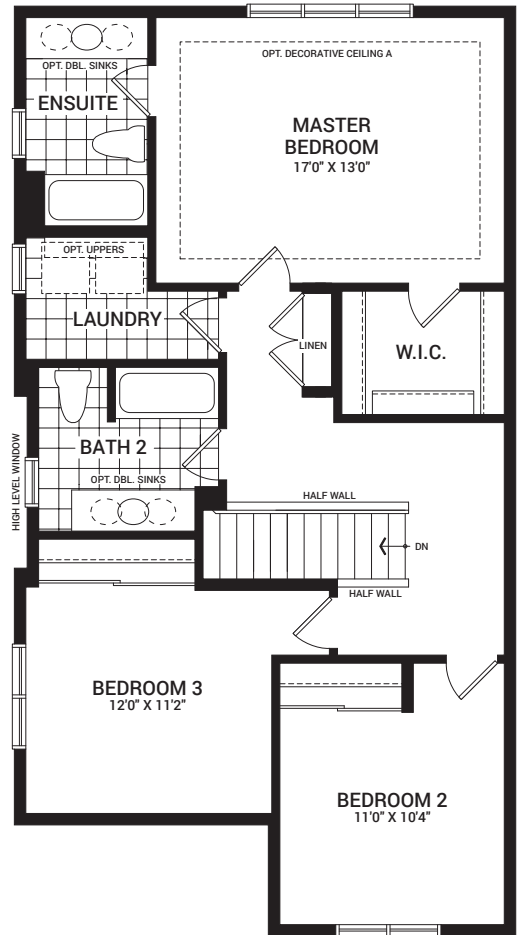 OPT. DECORATIVE CEILING A
OPT. DBL. SINKS
ENSUITE
MASTER
BEDROOM
17'0" X 13'0"
OPT. UPPERS
LAUNDRY
LINEN
W.I.C.
BATH 2
OPT. DBL. SINKS
HIGH LEVEL WINDOW
HALF WALL
DN
HALF WALL
BEDROOM 3
12'0" X 11'2"
BEDROOM 2
11'0" X 10'4"